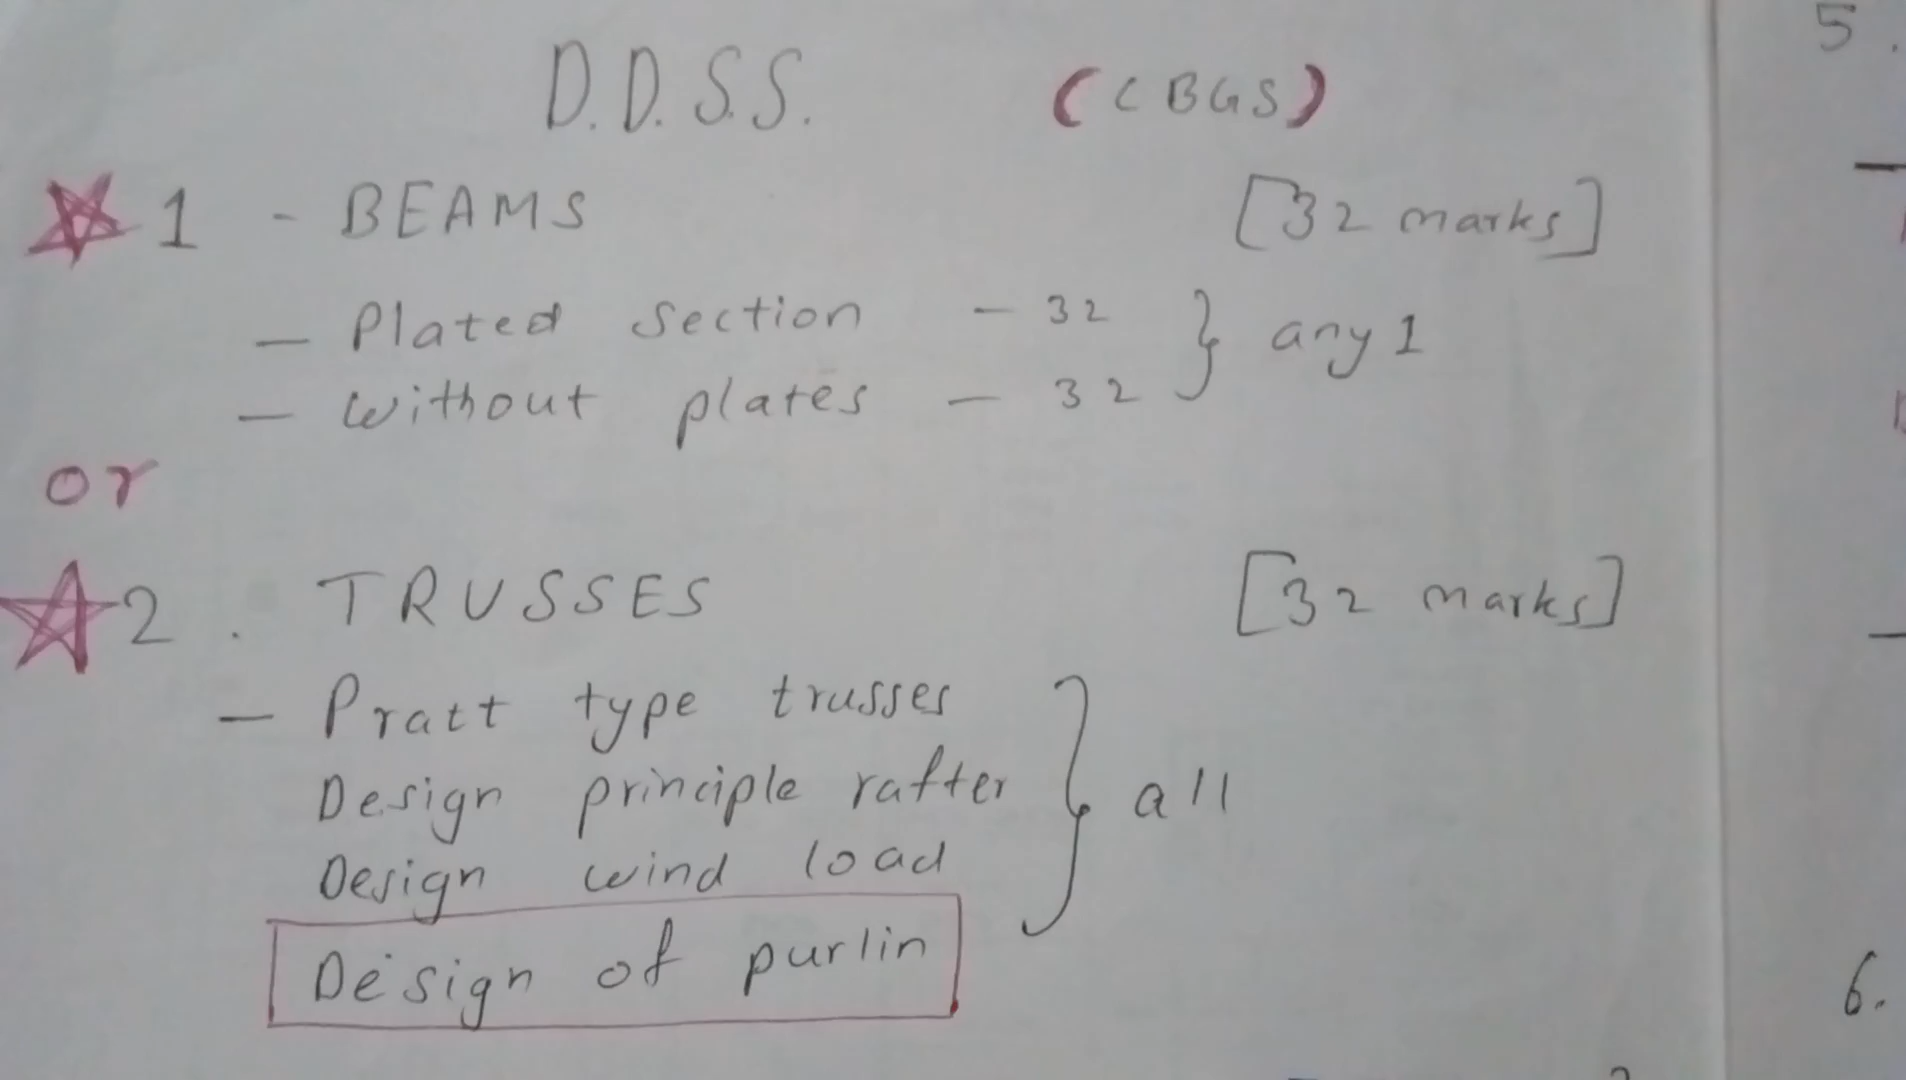 D.D.S.S. (CBGS)
1 - BEAMS [32 marks]
— Plated section — 32 } any 1
— without plates — 32
or
2. TRUSSES [32 marks]
— Pratt type trusses
Design principle rafter } all
Design wind load
Design of purlin
5.
6.